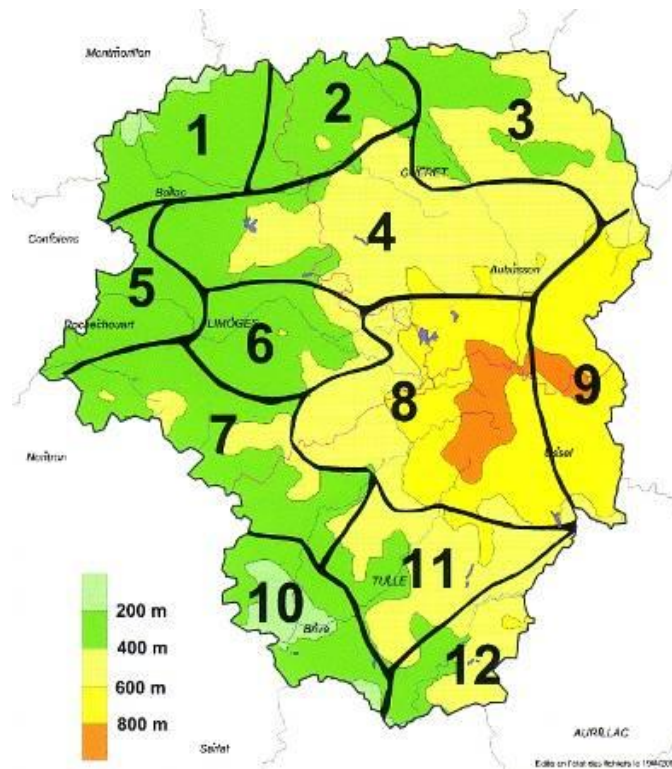 Montmorillon
1
2
3
GUERET
Bellac
4
Confolens
Aubusson
5
Rochechouart
LIMOGES
6
8
9
7
Nontron
Ussel
11
TULLE
10
Brive
12
200 m
400 m
600 m
800 m
Sarlat
AURILLAC